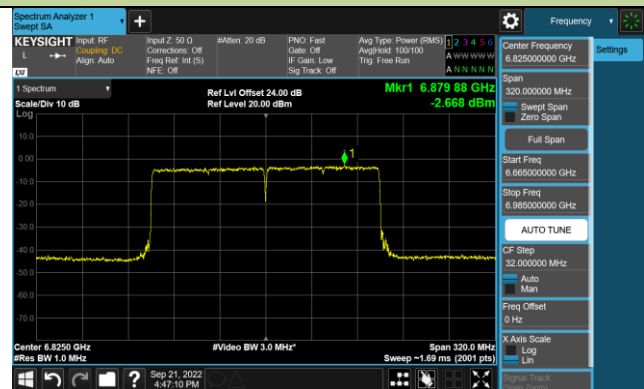 Spectrum Analyzer 1
Swept SA
+
Frequency
KEYSIGHT
L
LXI
Input: RF
Coupling: DC
Align: Auto
Input Z: 50 Ω
Corrections: Off
Freq Ref: Int (S)
NFE: Off
#Atten: 20 dB
PNO: Fast
Gate: Off
IF Gain: Low
Sig Track: Off
Avg Type: Power (RMS)
Avg|Hold: 100/100
Trig: Free Run
1 2 3 4 5 6
A W W W W W
A N N N N N
1 Spectrum
Scale/Div 10 dB
Ref Lvl Offset 24.00 dB
Ref Level 20.00 dBm
Mkr1 6.879 88 GHz
-2.668 dBm
Log
10.0
0.00
-10.0
-20.0
-30.0
-40.0
-50.0
-60.0
-70.0
1
Center 6.8250 GHz
#Res BW 1.0 MHz
#Video BW 3.0 MHz*
Span 320.0 MHz
Sweep ~1.69 ms (2001 pts)
Center Frequency
6.825000000 GHz
Settings
Span
320.000000 MHz
Swept Span
Zero Span
Full Span
Start Freq
6.665000000 GHz
Stop Freq
6.985000000 GHz
AUTO TUNE
CF Step
32.000000 MHz
Auto
Man
Freq Offset
0 Hz
X Axis Scale
Log
Lin
Signal Track
(Span Zoom)
?
Sep 21, 2022
4:47:10 PM